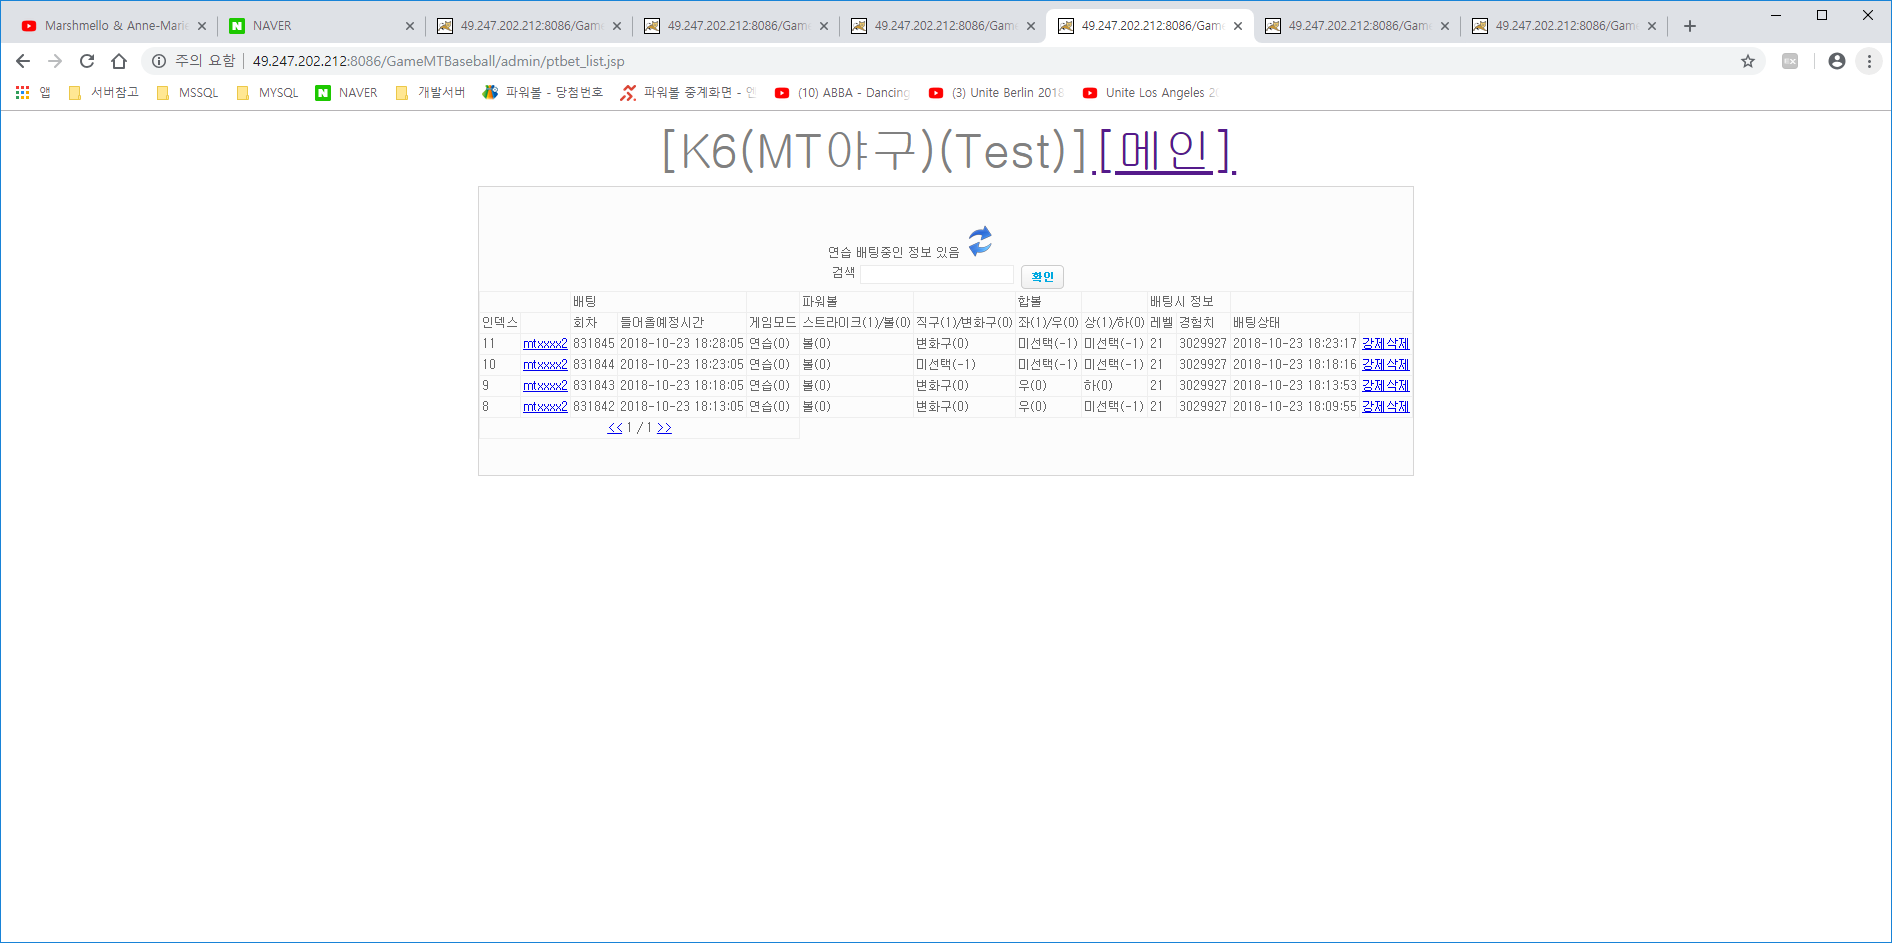 Marshmello & Anne-Marie NAVER 49.247.202.212:8086/Game 49.247.202.212:8086/Game 49.247.202.212:8086/Game 49.247.202.212:8086/Game 49.247.202.212:8086/Game 49.247.202.212:8086/Game
주의 요함 49.247.202.212:8086/GameMTBaseball/admin/ptbet_list.jsp
앱 서버참고 MSSQL MYSQL NAVER 개발서버 파워볼 - 당첨번호 파워볼 중계화면 - 엔 (10) ABBA - Dancing (3) Unite Berlin 2018 Unite Los Angeles 20
[K6(MT야구)(Test)] [메인]
연습 배팅중인 정보 있음
검색 확인
배팅 파워볼 합볼 배팅시 정보
인덱스 회차 들어올예정시간 게임모드 스트라이크(1)/볼(0) 직구(1)/변화구(0) 좌(1)/우(0) 상(1)/하(0) 레벨 경험치 배팅상태
11 mtxxxx2 831845 2018-10-23 18:28:05 연습(0) 볼(0) 변화구(0) 미선택(-1) 미선택(-1) 21 3029927 2018-10-23 18:23:17 강제삭제
10 mtxxxx2 831844 2018-10-23 18:23:05 연습(0) 볼(0) 미선택(-1) 미선택(-1) 미선택(-1) 21 3029927 2018-10-23 18:18:16 강제삭제
9 mtxxxx2 831843 2018-10-23 18:18:05 연습(0) 볼(0) 변화구(0) 우(0) 하(0) 21 3029927 2018-10-23 18:13:53 강제삭제
8 mtxxxx2 831842 2018-10-23 18:13:05 연습(0) 볼(0) 변화구(0) 우(0) 미선택(-1) 21 3029927 2018-10-23 18:09:55 강제삭제
<< 1 / 1 >>